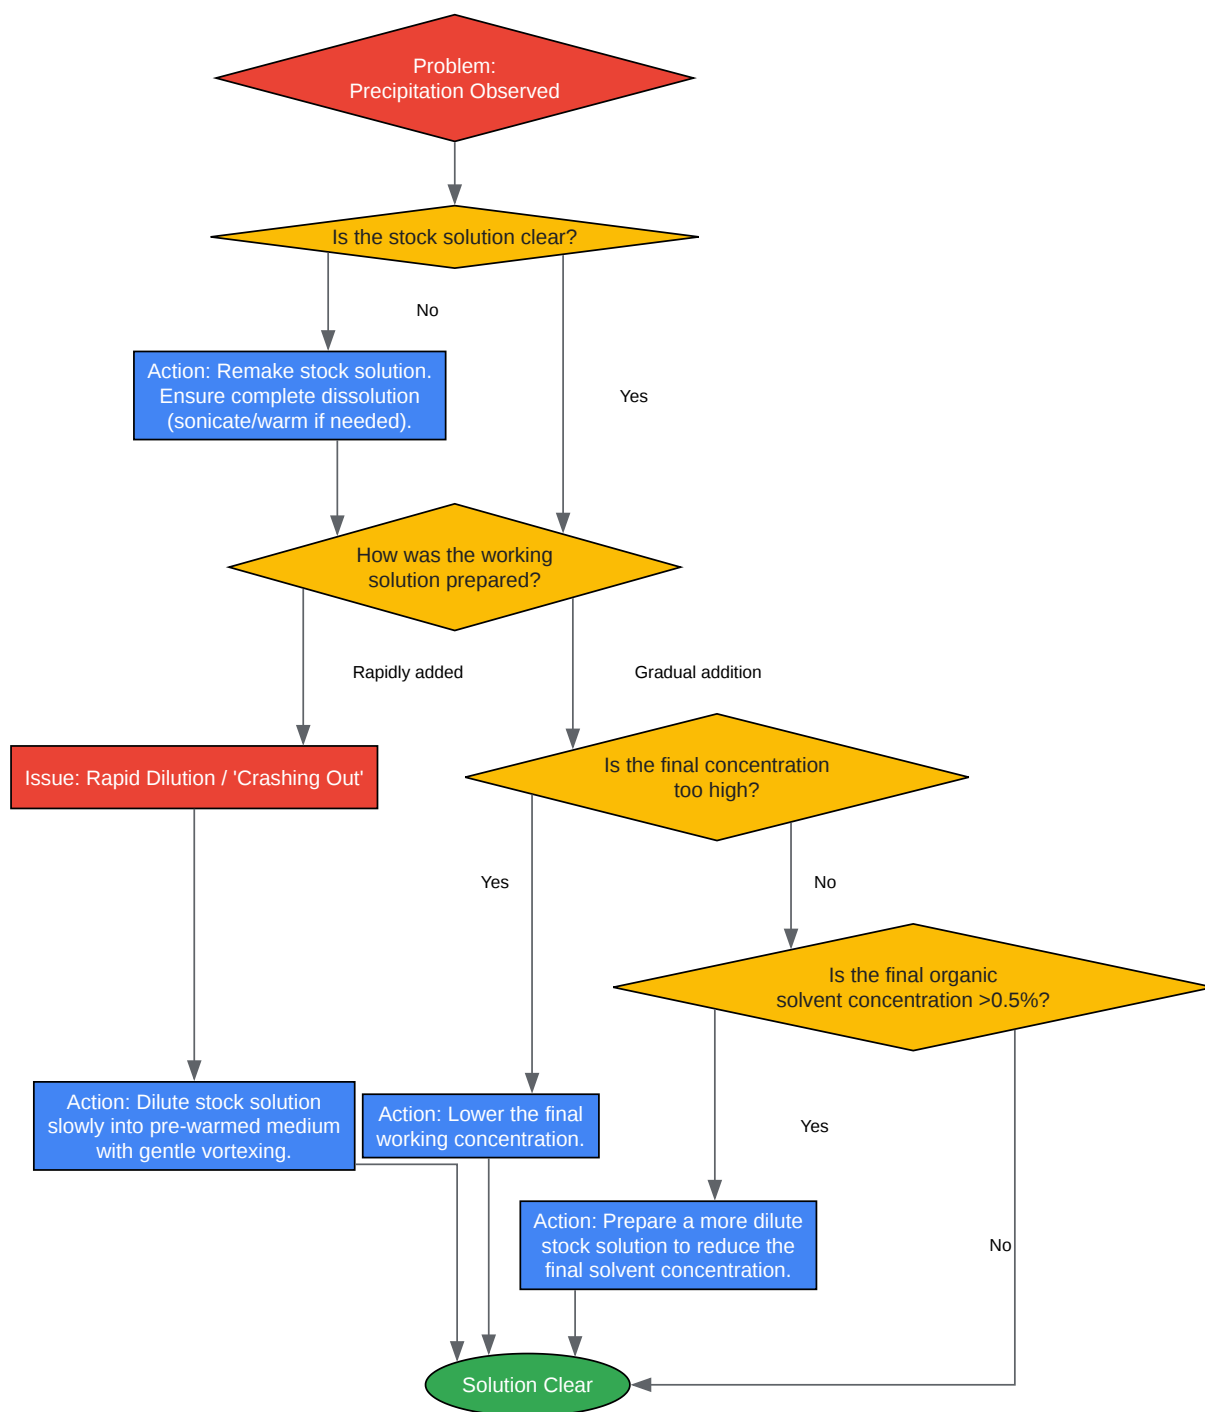 Problem:
Precipitation Observed
Is the stock solution clear?
No
Action: Remake stock solution.
Ensure complete dissolution
(sonicate/warm if needed).
Yes
How was the working
solution prepared?
Rapidly added
Gradual addition
Issue: Rapid Dilution / 'Crashing Out'
Is the final concentration
too high?
Yes
No
Is the final organic
solvent concentration >0.5%?
Action: Dilute stock solution
slowly into pre-warmed medium
with gentle vortexing.
Action: Lower the final
working concentration.
Yes
Action: Prepare a more dilute
stock solution to reduce the
final solvent concentration.
No
Solution Clear